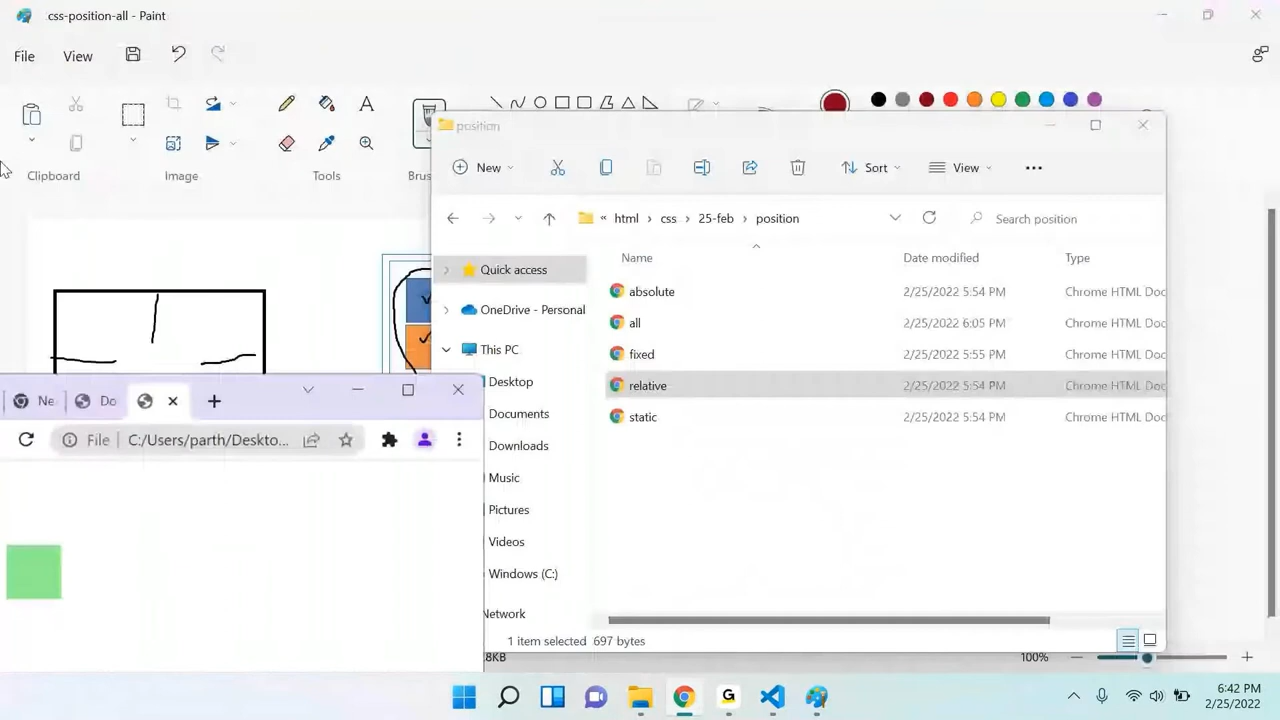 css-position-all - Paint
File
View
Clipboard
Image
Tools
position
New
Sort
View
html
css
25-feb
position
Search position
Name
Date modified
Type
Quick access
OneDrive - Personal
This PC
Desktop
Documents
Downloads
Music
Pictures
Videos
Windows (C:)
Network
absolute 2/25/2022 5:54 PM Chrome HTML Doc
all 2/25/2022 6:05 PM Chrome HTML Doc
fixed 2/25/2022 5:55 PM Chrome HTML Doc
relative 2/25/2022 5:54 PM Chrome HTML Doc
static 2/25/2022 5:54 PM Chrome HTML Doc
1 item selected 697 bytes
Ne
Do
File
C:/Users/parth/Deskto...
.8KB
100%
G
6:42 PM
2/25/2022